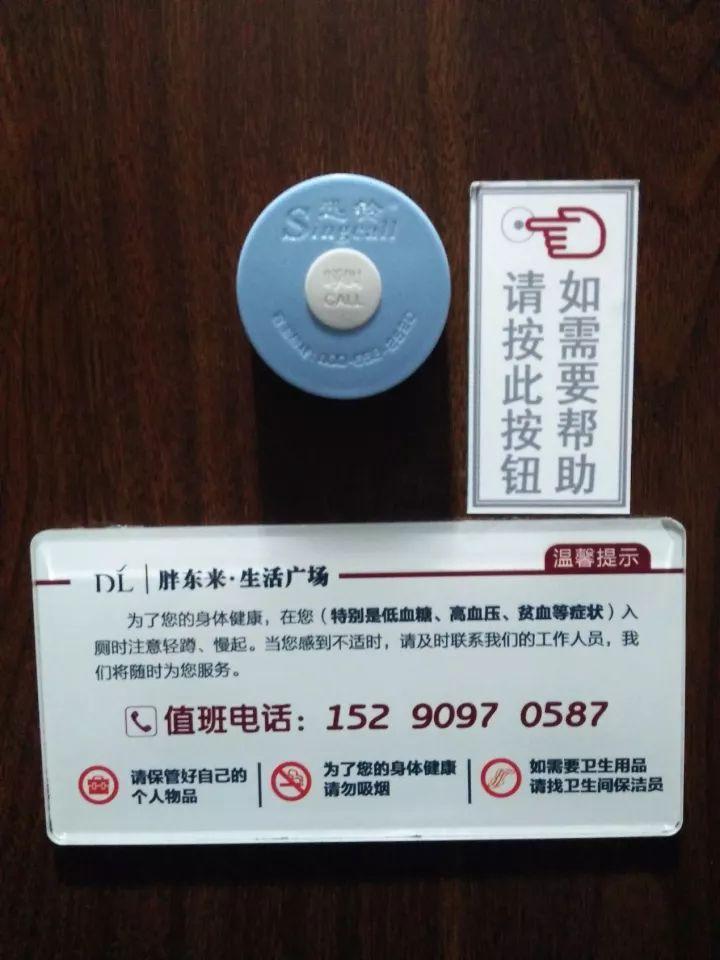 迅铃
Singcall
呼叫
CALL
如需要帮助
请按此按钮
DL 胖东来·生活广场
温馨提示
为了您的身体健康，在您（特别是低血糖、高血压、贫血等症状）入
厕时注意轻蹲、慢起。当您感到不适时，请及时联系我们的工作人员，我
们将随时为您服务。
值班电话：152 9097 0587
请保管好自己的
个人物品
为了您的身体健康
请勿吸烟
如需要卫生用品
请找卫生间保洁员